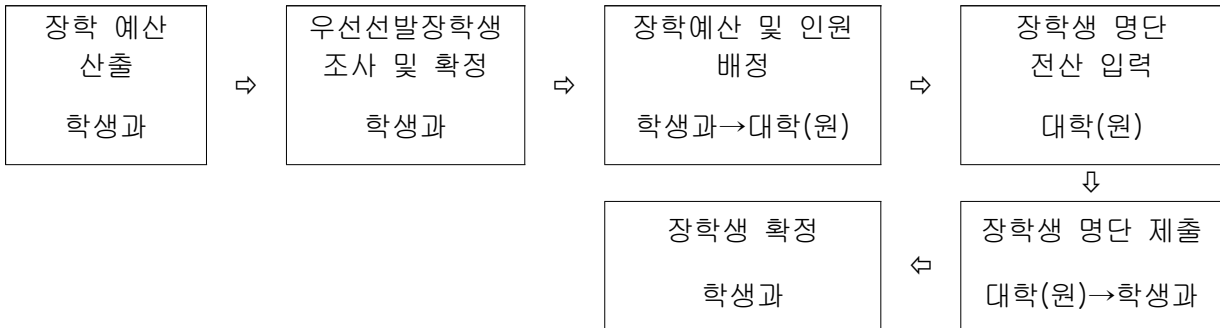 장학 예산
산출
학생과
⇨
우선선발장학생
조사 및 확정
학생과
⇨
장학예산 및 인원
배정
학생과→대학(원)
⇨
장학생 명단
전산 입력
대학(원)
⇩
장학생 명단 제출
대학(원)→학생과
⇦
장학생 확정
학생과